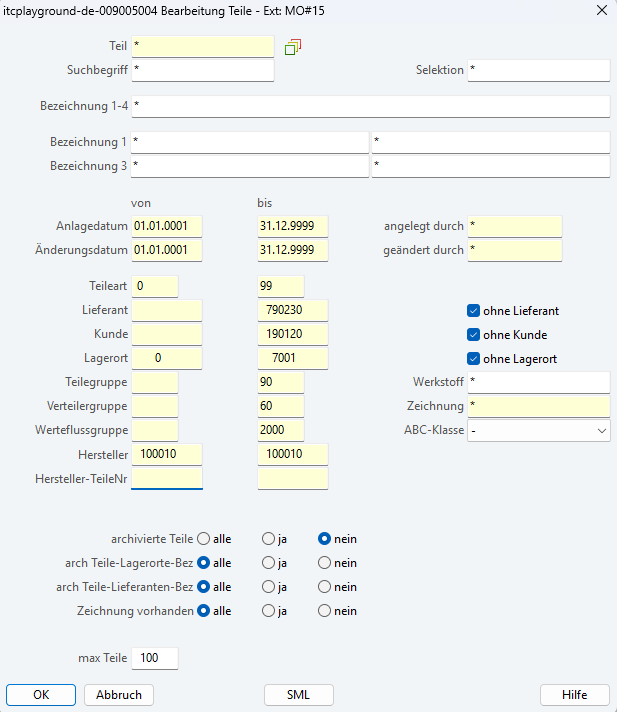 itcplayground-de-009005004 Bearbeitung Teile - Ext: MO#15
Teil *
Suchbegriff * Selektion *
Bezeichnung 1-4 *
Bezeichnung 1 * *
Bezeichnung 3 * *
von bis
Anlagedatum 01.01.0001 31.12.9999 angelegt durch *
Änderungsdatum 01.01.0001 31.12.9999 geändert durch *
Teileart 0 99
Lieferant 790230 ohne Lieferant
Kunde 190120 ohne Kunde
Lagerort 0 7001 ohne Lagerort
Teilegruppe 90 Werkstoff *
Verteilergruppe 60 Zeichnung *
Werteflussgruppe 2000 ABC-Klasse -
Hersteller 100010 100010
Hersteller-TeileNr
archivierte Teile alle ja nein
arch Teile-Lagerorte-Bez alle ja nein
arch Teile-Lieferanten-Bez alle ja nein
Zeichnung vorhanden alle ja nein
max Teile 100
OK Abbruch SML Hilfe